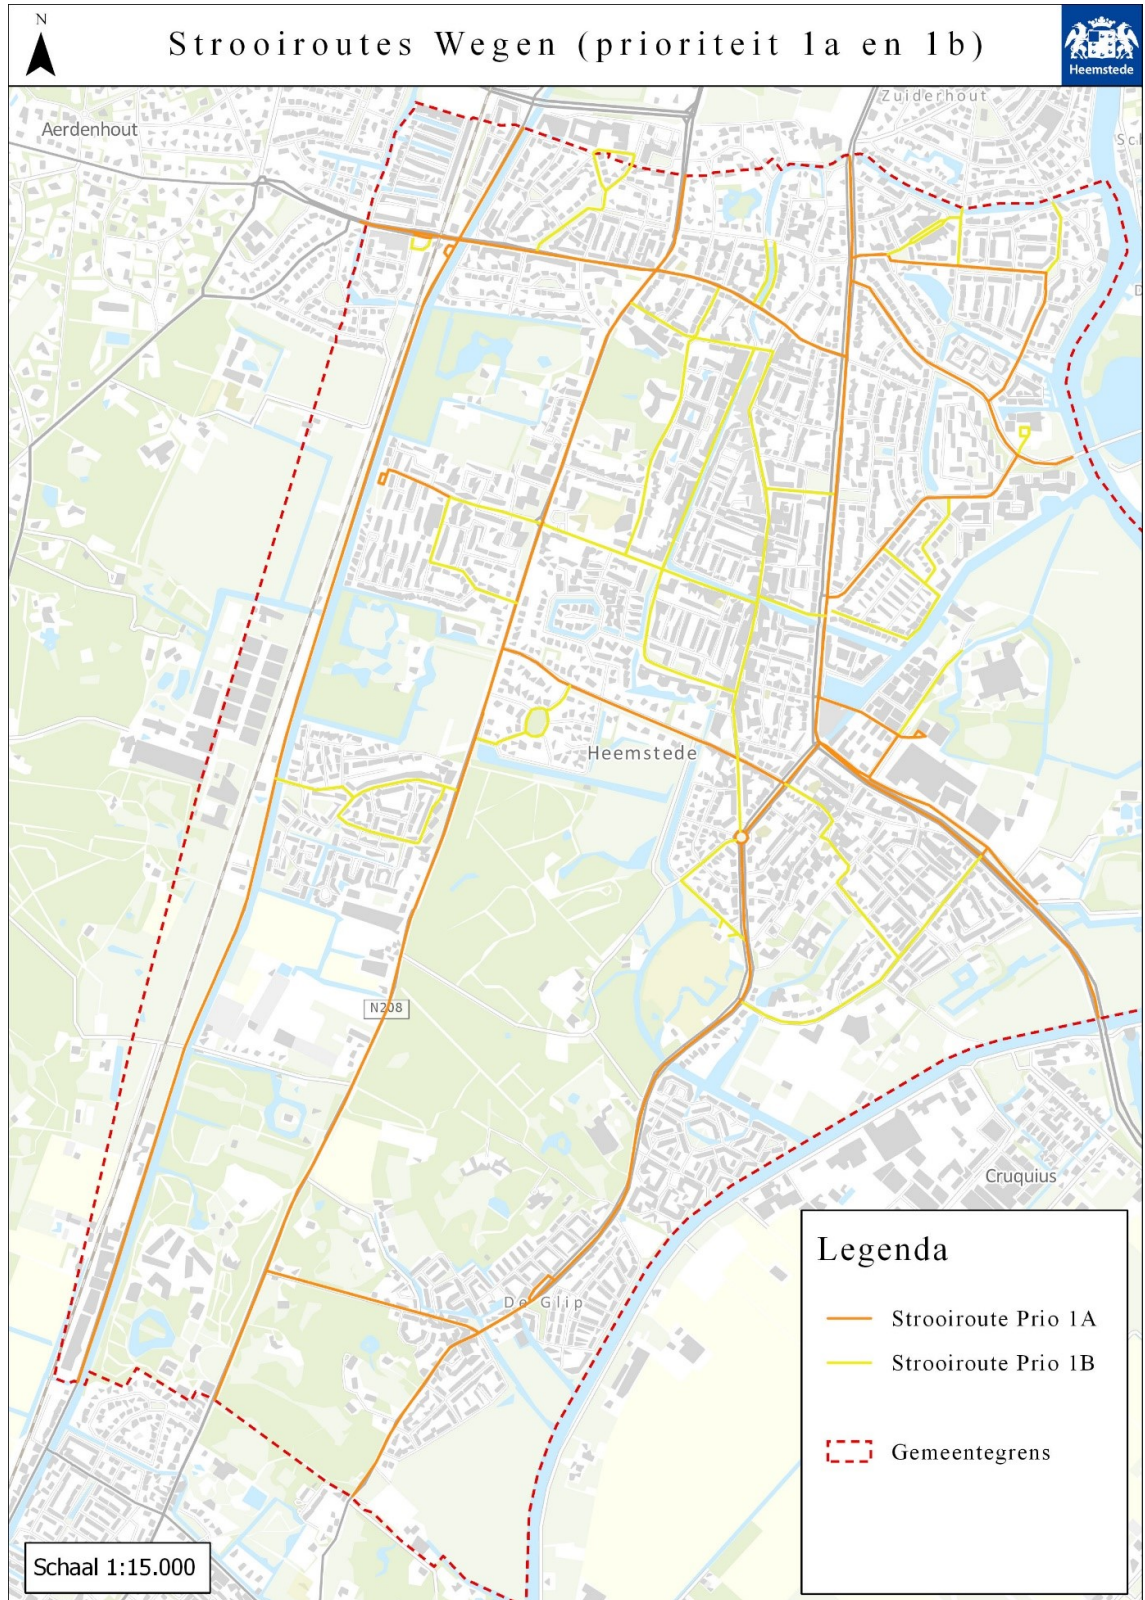 N
Strooiroutes Wegen (prioriteit 1a en 1b)
Heemstede
Zuiderhout
Aerdenhout
Heemstede
N208
Cruquius
De Glip
Legenda
Strooiroute Prio 1A
Strooiroute Prio 1B
Gemeentegrens
Schaal 1:15.000